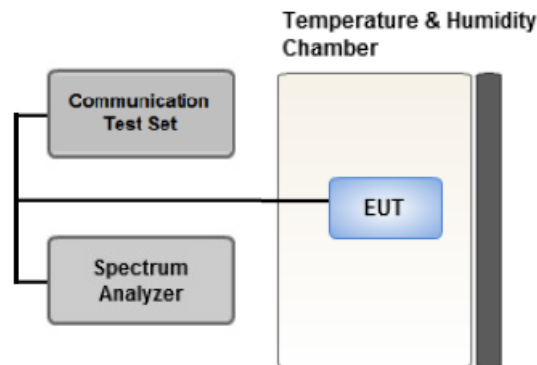 Temperature & Humidity
Chamber
Communication
Test Set
EUT
Spectrum
Analyzer